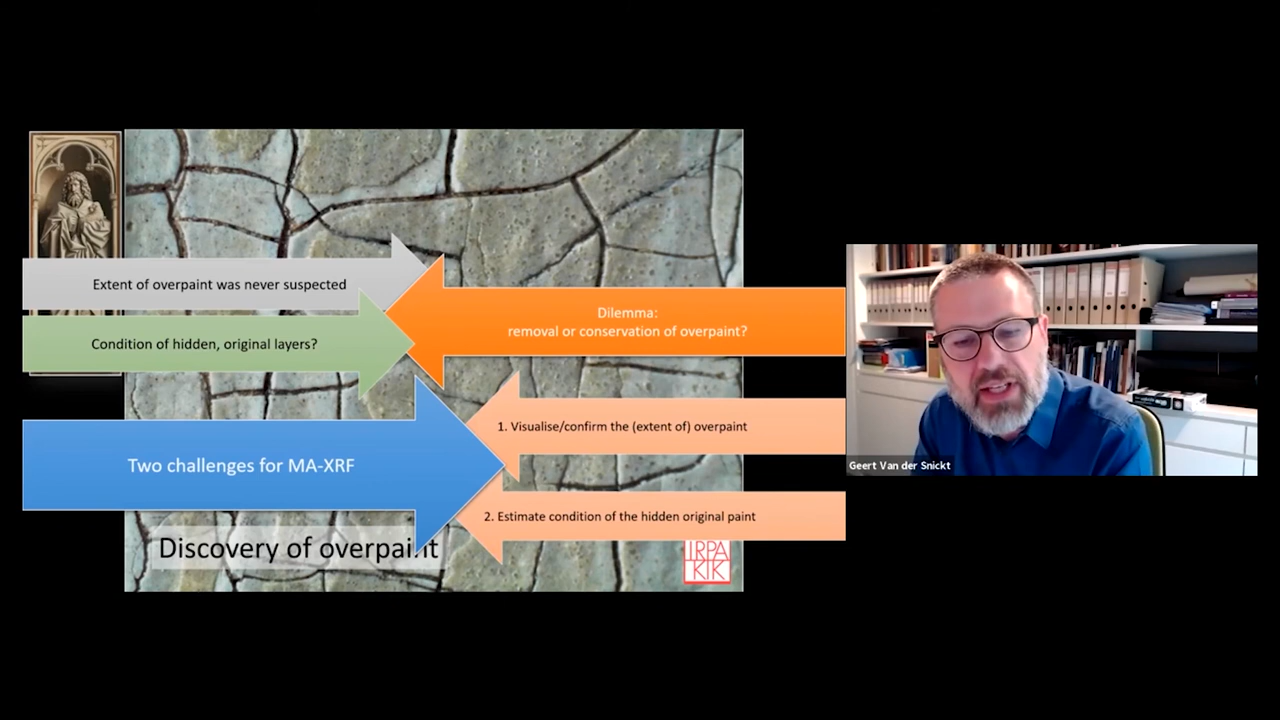 Extent of overpaint was never suspected
Condition of hidden, original layers?
Dilemma:
removal or conservation of overpaint?
Two challenges for MA-XRF
1. Visualise/confirm the (extent of) overpaint
2. Estimate condition of the hidden original paint
Discovery of overpaint
IRPA
KIK
Geert Van der Snickt